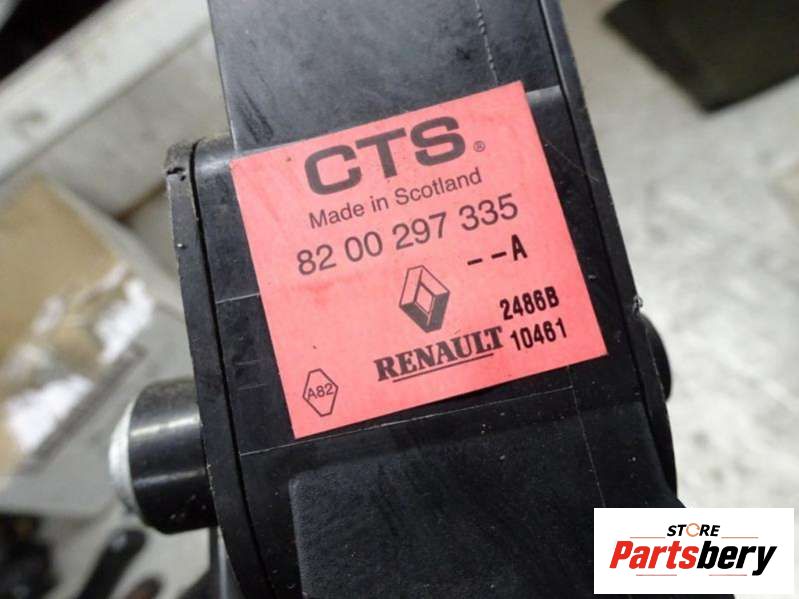 CTS®
Made in Scotland
82 00 297 335
--A
2486B
RENAULT 10461
A82
STORE
Partsbery